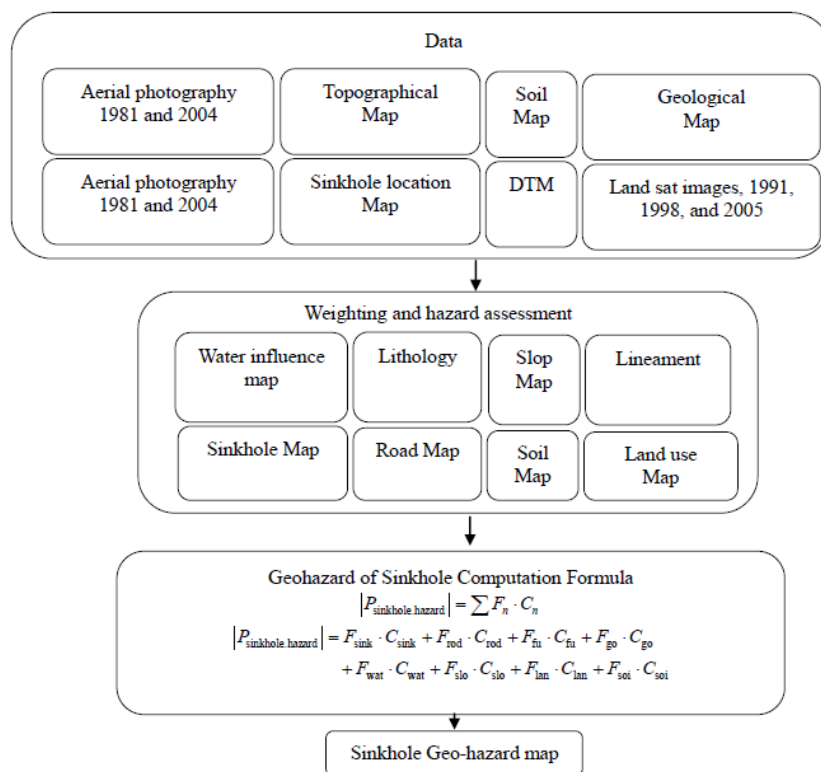 Data
Aerial photography
1981 and 2004
Topographical
Map
Soil
Map
Geological
Map
Aerial photography
1981 and 2004
Sinkhole location
Map
DTM
Land sat images, 1991,
1998, and 2005
Weighting and hazard assessment
Water influence
map
Lithology
Slop
Map
Lineament
Sinkhole Map
Road Map
Soil
Map
Land use
Map
Geohazard of Sinkhole Computation Formula
|P_sinkhole.hazard| = ∑ F_n · C_n
|P_sinkhole.hazard| = F_sink · C_sink + F_rod · C_rod + F_fu · C_fu + F_go · C_go
+ F_wat · C_wat + F_slo · C_slo + F_lan · C_lan + F_soi · C_soi
Sinkhole Geo-hazard map